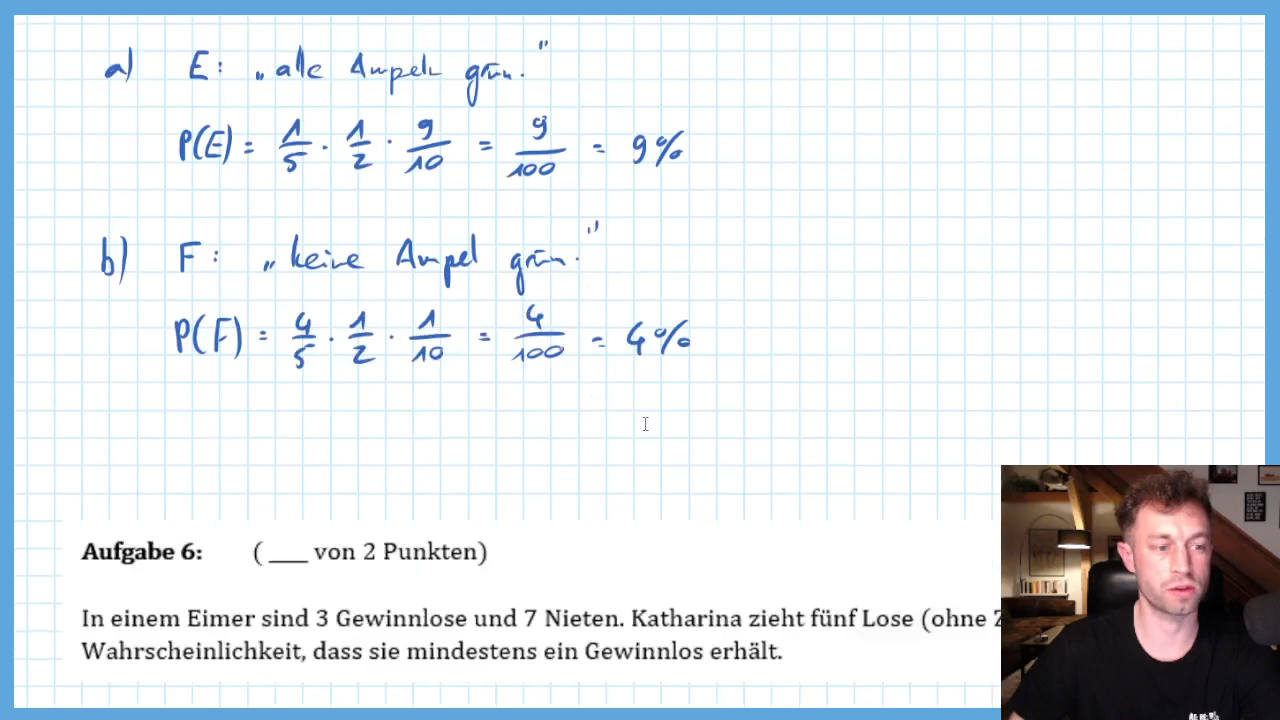 a) E: „alle Ampeln grün."
P(E) = 1/5 · 1/2 · 9/10 = 9/100 = 9%
b) F: „keine Ampel grün."
P(F) = 4/5 · 1/2 · 1/10 = 4/100 = 4%
Aufgabe 6: ( ___ von 2 Punkten)
In einem Eimer sind 3 Gewinnlose und 7 Nieten. Katharina zieht fünf Lose (ohne
Wahrscheinlichkeit, dass sie mindestens ein Gewinnlos erhält.